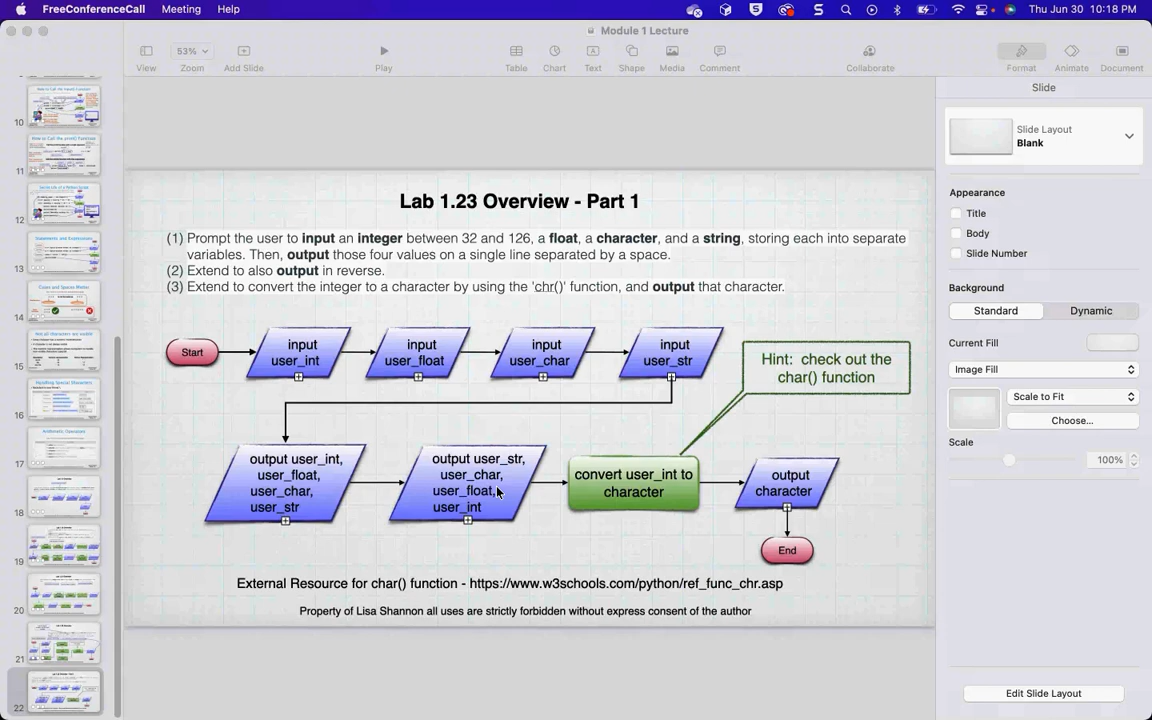 FreeConferenceCall Meeting Help Thu Jun 30 10:18 PM
Module 1 Lecture
53%
View Zoom Add Slide Play Table Chart Text Shape Media Comment Collaborate Format Animate Document
10
11
12
13
14
15
16
17
18
19
20
21
22
Lab 1.23 Overview - Part 1
(1) Prompt the user to input an integer between 32 and 126, a float, a character, and a string, storing each into separate
variables. Then, output those four values on a single line separated by a space.
(2) Extend to also output in reverse.
(3) Extend to convert the integer to a character by using the 'chr()' function, and output that character.
Start
input
user_int
input
user_float
input
user_char
input
user_str
Hint: check out the
char() function
output user_int,
user_float,
user_char,
user_str
output user_str,
user_char,
user_float,
user_int
convert user_int to
character
output
character
End
External Resource for char() function - https://www.w3schools.com/python/ref_func_chr.asp
Property of Lisa Shannon all uses are strictly forbidden without express consent of the author
Slide
Slide Layout
Blank
Appearance
Title
Body
Slide Number
Background
Standard Dynamic
Current Fill
Image Fill
Scale to Fit
Choose...
Scale
100%
Edit Slide Layout